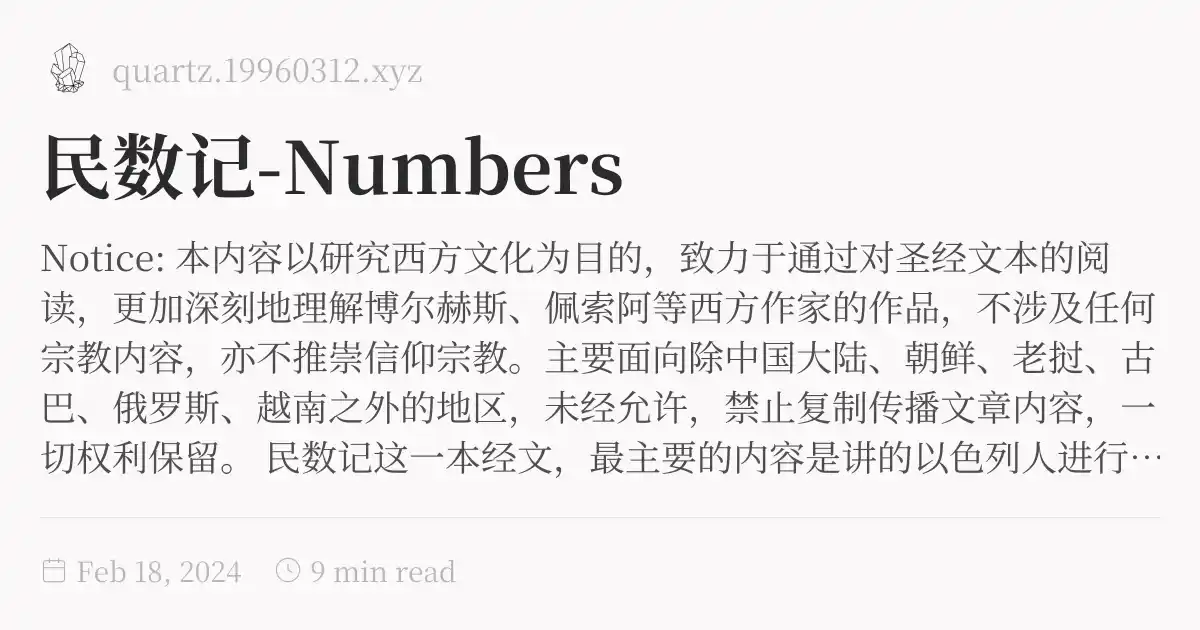 quartz.19960312.xyz
民数记-Numbers
Notice: 本内容以研究西方文化为目的，致力于通过对圣经文本的阅
读，更加深刻地理解博尔赫斯、佩索阿等西方作家的作品，不涉及任何
宗教内容，亦不推崇信仰宗教。主要面向除中国大陆、朝鲜、老挝、古
巴、俄罗斯、越南之外的地区，未经允许，禁止复制传播文章内容，一
切权利保留。 民数记这一本经文，最主要的内容是讲的以色列人进行…
Feb 18, 2024 9 min read